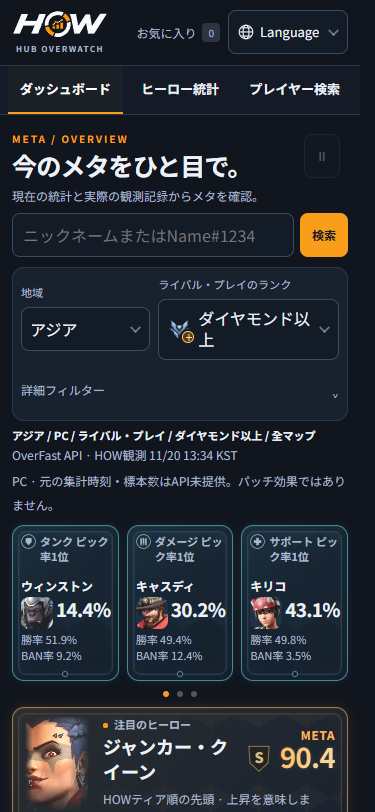 HOW
HUB OVERWATCH
お気に入り 0
Language
ダッシュボード ヒーロー統計 プレイヤー検索
META / OVERVIEW
今のメタをひと目で。
現在の統計と実際の観測記録からメタを確認。
ニックネームまたはName#1234 検索
地域
ライバル・プレイのランク
アジア
ダイヤモンド以
上
詳細フィルター
アジア / PC / ライバル・プレイ / ダイヤモンド以上 / 全マップ
OverFast API · HOW観測 11/20 13:34 KST
PC · 元の集計時刻・標本数はAPI未提供。パッチ効果ではあり
ません。
タンク ピック
率1位
ウィンストン
14.4%
勝率 51.9%
BAN率 9.2%
ダメージ ピッ
ク率1位
キャスディ
30.2%
勝率 49.4%
BAN率 12.4%
サポート ピッ
ク率1位
キリコ
43.1%
勝率 49.8%
BAN率 3.5%
注目のヒーロー
ジャンカー・ク
イーン
META
S 90.4
HOWティア順の先頭 · 上昇を意味しま